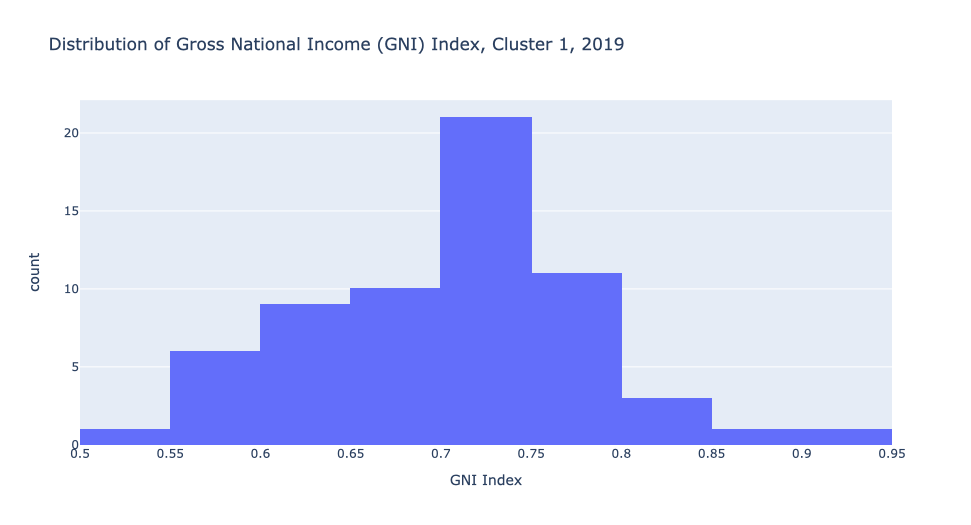 Distribution of Gross National Income (GNI) Index, Cluster 1, 2019
20
15
10
5
0
count
0.5 0.55 0.6 0.65 0.7 0.75 0.8 0.85 0.9 0.95
GNI Index